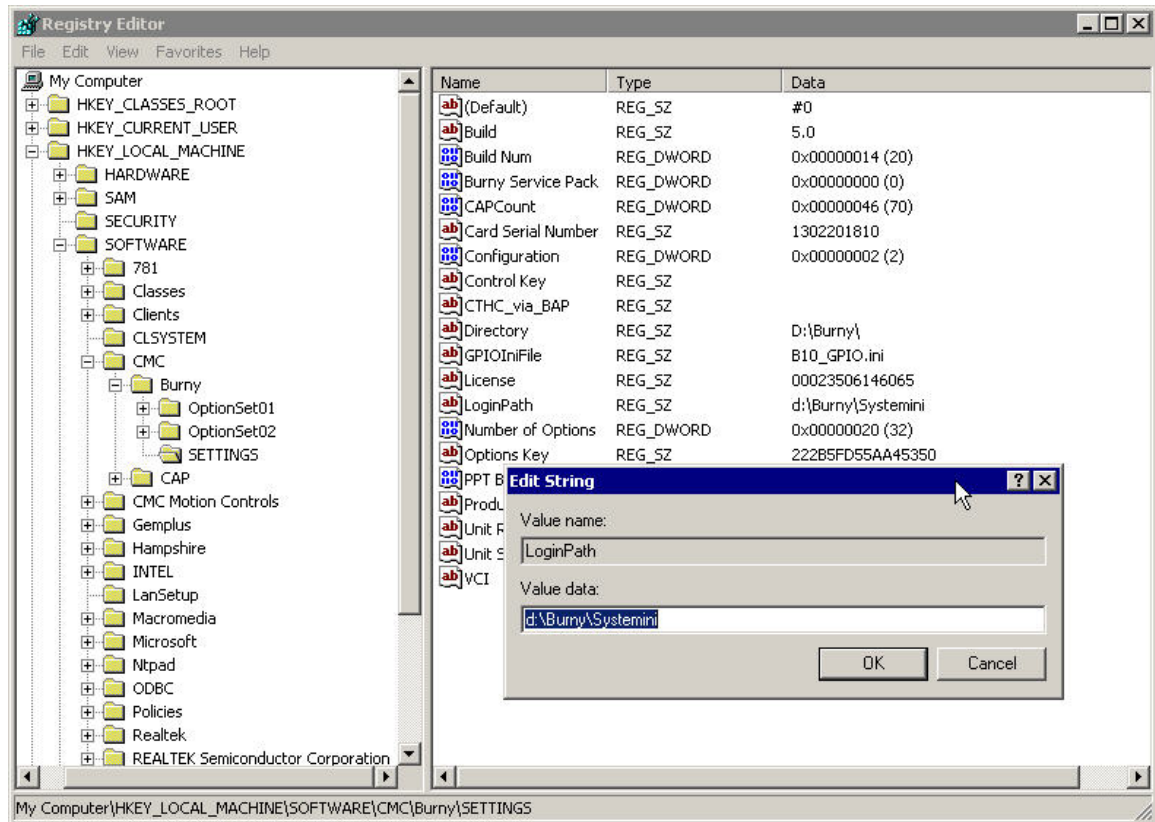 Registry Editor
File Edit View Favorites Help
My Computer
HKEY_CLASSES_ROOT
HKEY_CURRENT_USER
HKEY_LOCAL_MACHINE
HARDWARE
SAM
SECURITY
SOFTWARE
781
Classes
Clients
CLSYSTEM
CMC
Burny
OptionSet01
OptionSet02
SETTINGS
CAP
CMC Motion Controls
Gemplus
Hampshire
INTEL
LanSetup
Macromedia
Microsoft
Ntpad
ODBC
Policies
Realtek
REALTEK Semiconductor Corporation
Name Type Data
(Default) REG_SZ #0
Build REG_SZ 5.0
Build Num REG_DWORD 0x00000014 (20)
Burny Service Pack REG_DWORD 0x00000000 (0)
CAPCount REG_DWORD 0x00000046 (70)
Card Serial Number REG_SZ 1302201810
Configuration REG_DWORD 0x00000002 (2)
Control Key REG_SZ
CTHC_via_BAP REG_SZ
Directory REG_SZ D:\Burny\
GPIOIniFile REG_SZ B10_GPIO.ini
License REG_SZ 00023506146065
LoginPath REG_SZ d:\Burny\Systemini
Number of Options REG_DWORD 0x00000020 (32)
Options Key REG_SZ 222B5FD55AA45350
PPT B
Produ
Unit R
Unit S
VCI
Edit String
Value name:
LoginPath
Value data:
d:\Burny\Systemini
OK Cancel
My Computer\HKEY_LOCAL_MACHINE\SOFTWARE\CMC\Burny\SETTINGS